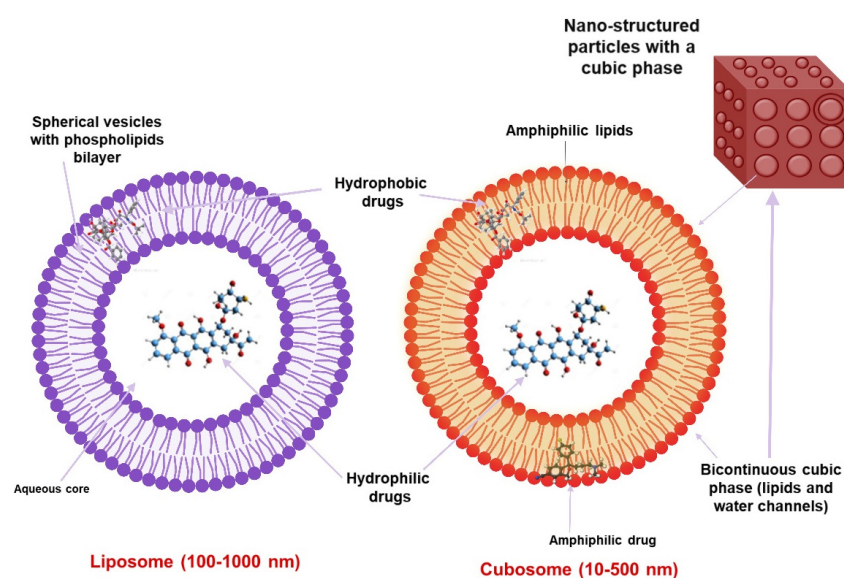 Nano-structured
particles with a
cubic phase
Spherical vesicles
with phospholipids
bilayer
Amphiphilic lipids
Hydrophobic
drugs
Hydrophilic
drugs
Aqueous core
Bicontinuous cubic
phase (lipids and
water channels)
Amphiphilic drug
Liposome (100-1000 nm)
Cubosome (10-500 nm)